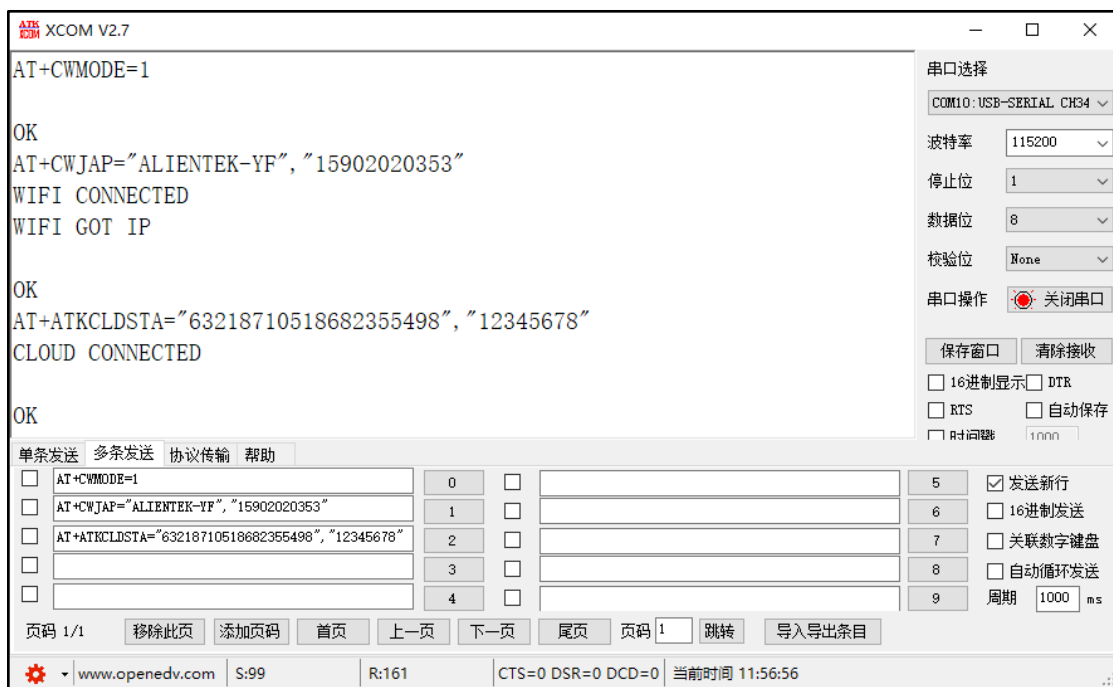 ATK XCOM XCOM V2.7
AT+CWMODE=1
OK
AT+CWJAP="ALIENTEK-YF","15902020353"
WIFI CONNECTED
WIFI GOT IP
OK
AT+ATKCLDSTA="63218710518682355498","12345678"
CLOUD CONNECTED
OK
串口选择
COM10:USB-SERIAL CH34
波特率 115200
停止位 1
数据位 8
校验位 None
串口操作 关闭串口
保存窗口 清除接收
16进制显示 DTR
RTS 自动保存
时间戳 1000
单条发送 多条发送 协议传输 帮助
AT+CWMODE=1 0 5 发送新行
AT+CWJAP="ALIENTEK-YF","15902020353" 1 6 16进制发送
AT+ATKCLDSTA="63218710518682355498","12345678" 2 7 关联数字键盘
3 8 自动循环发送
4 9 周期 1000 ms
页码 1/1 移除此页 添加页码 首页 上一页 下一页 尾页 页码 1 跳转 导入导出条目
www.openedv.com S:99 R:161 CTS=0 DSR=0 DCD=0 当前时间 11:56:56